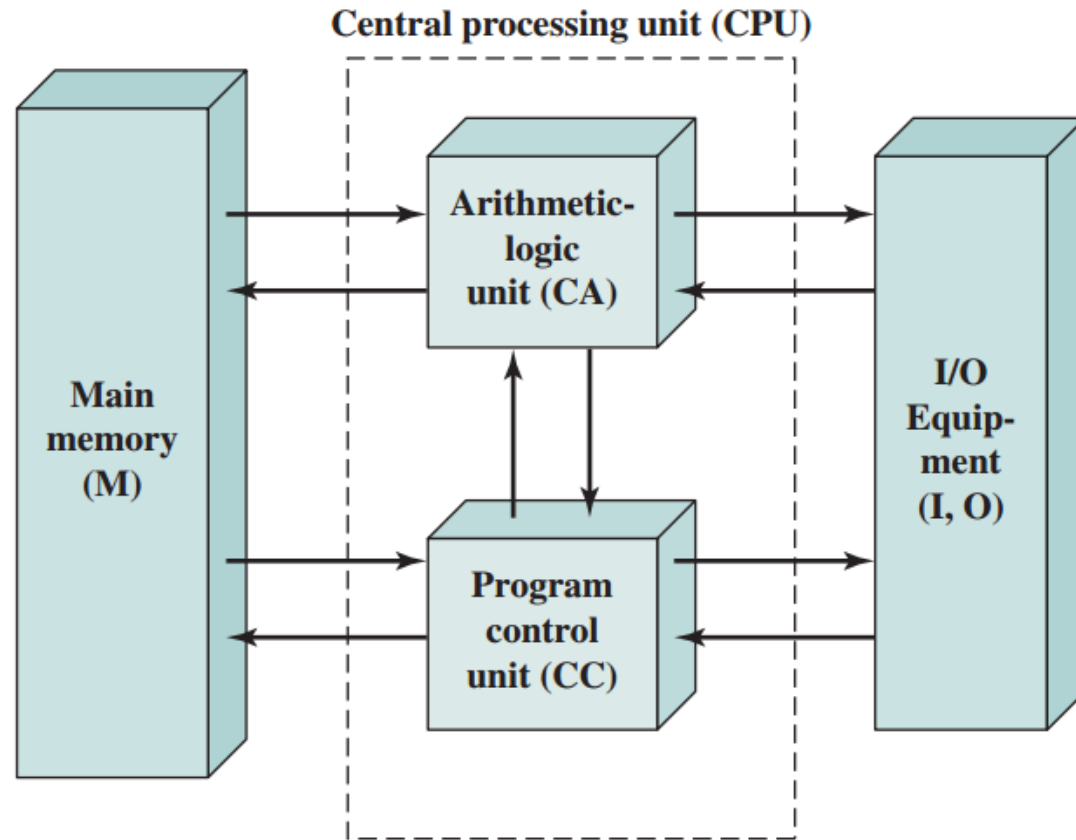 Central processing unit (CPU)
Main
memory
(M)
Arithmetic-
logic
unit (CA)
Program
control
unit (CC)
I/O
Equip-
ment
(I, O)